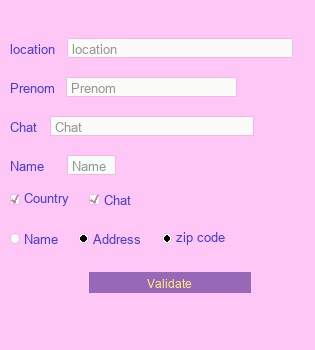 location location
Prenom Prenom
Chat Chat
Name Name
Country Chat
Name Address zip code
Validate